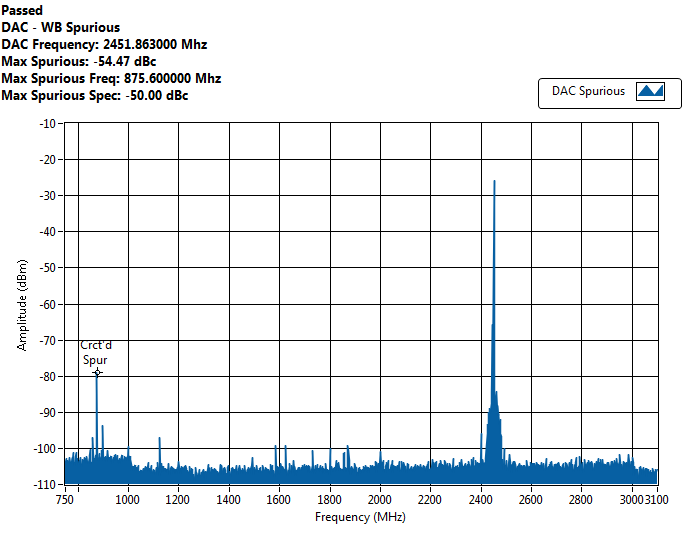 Passed
DAC - WB Spurious
DAC Frequency: 2451.863000 Mhz
Max Spurious: -54.47 dBc
Max Spurious Freq: 875.600000 Mhz
Max Spurious Spec: -50.00 dBc
DAC Spurious
-10
-20
-30
-40
-50
-60
-70
-80
-90
-100
-110
Amplitude (dBm)
Crct'd
Spur
750 1000 1200 1400 1600 1800 2000 2200 2400 2600 2800 3000 3100
Frequency (MHz)